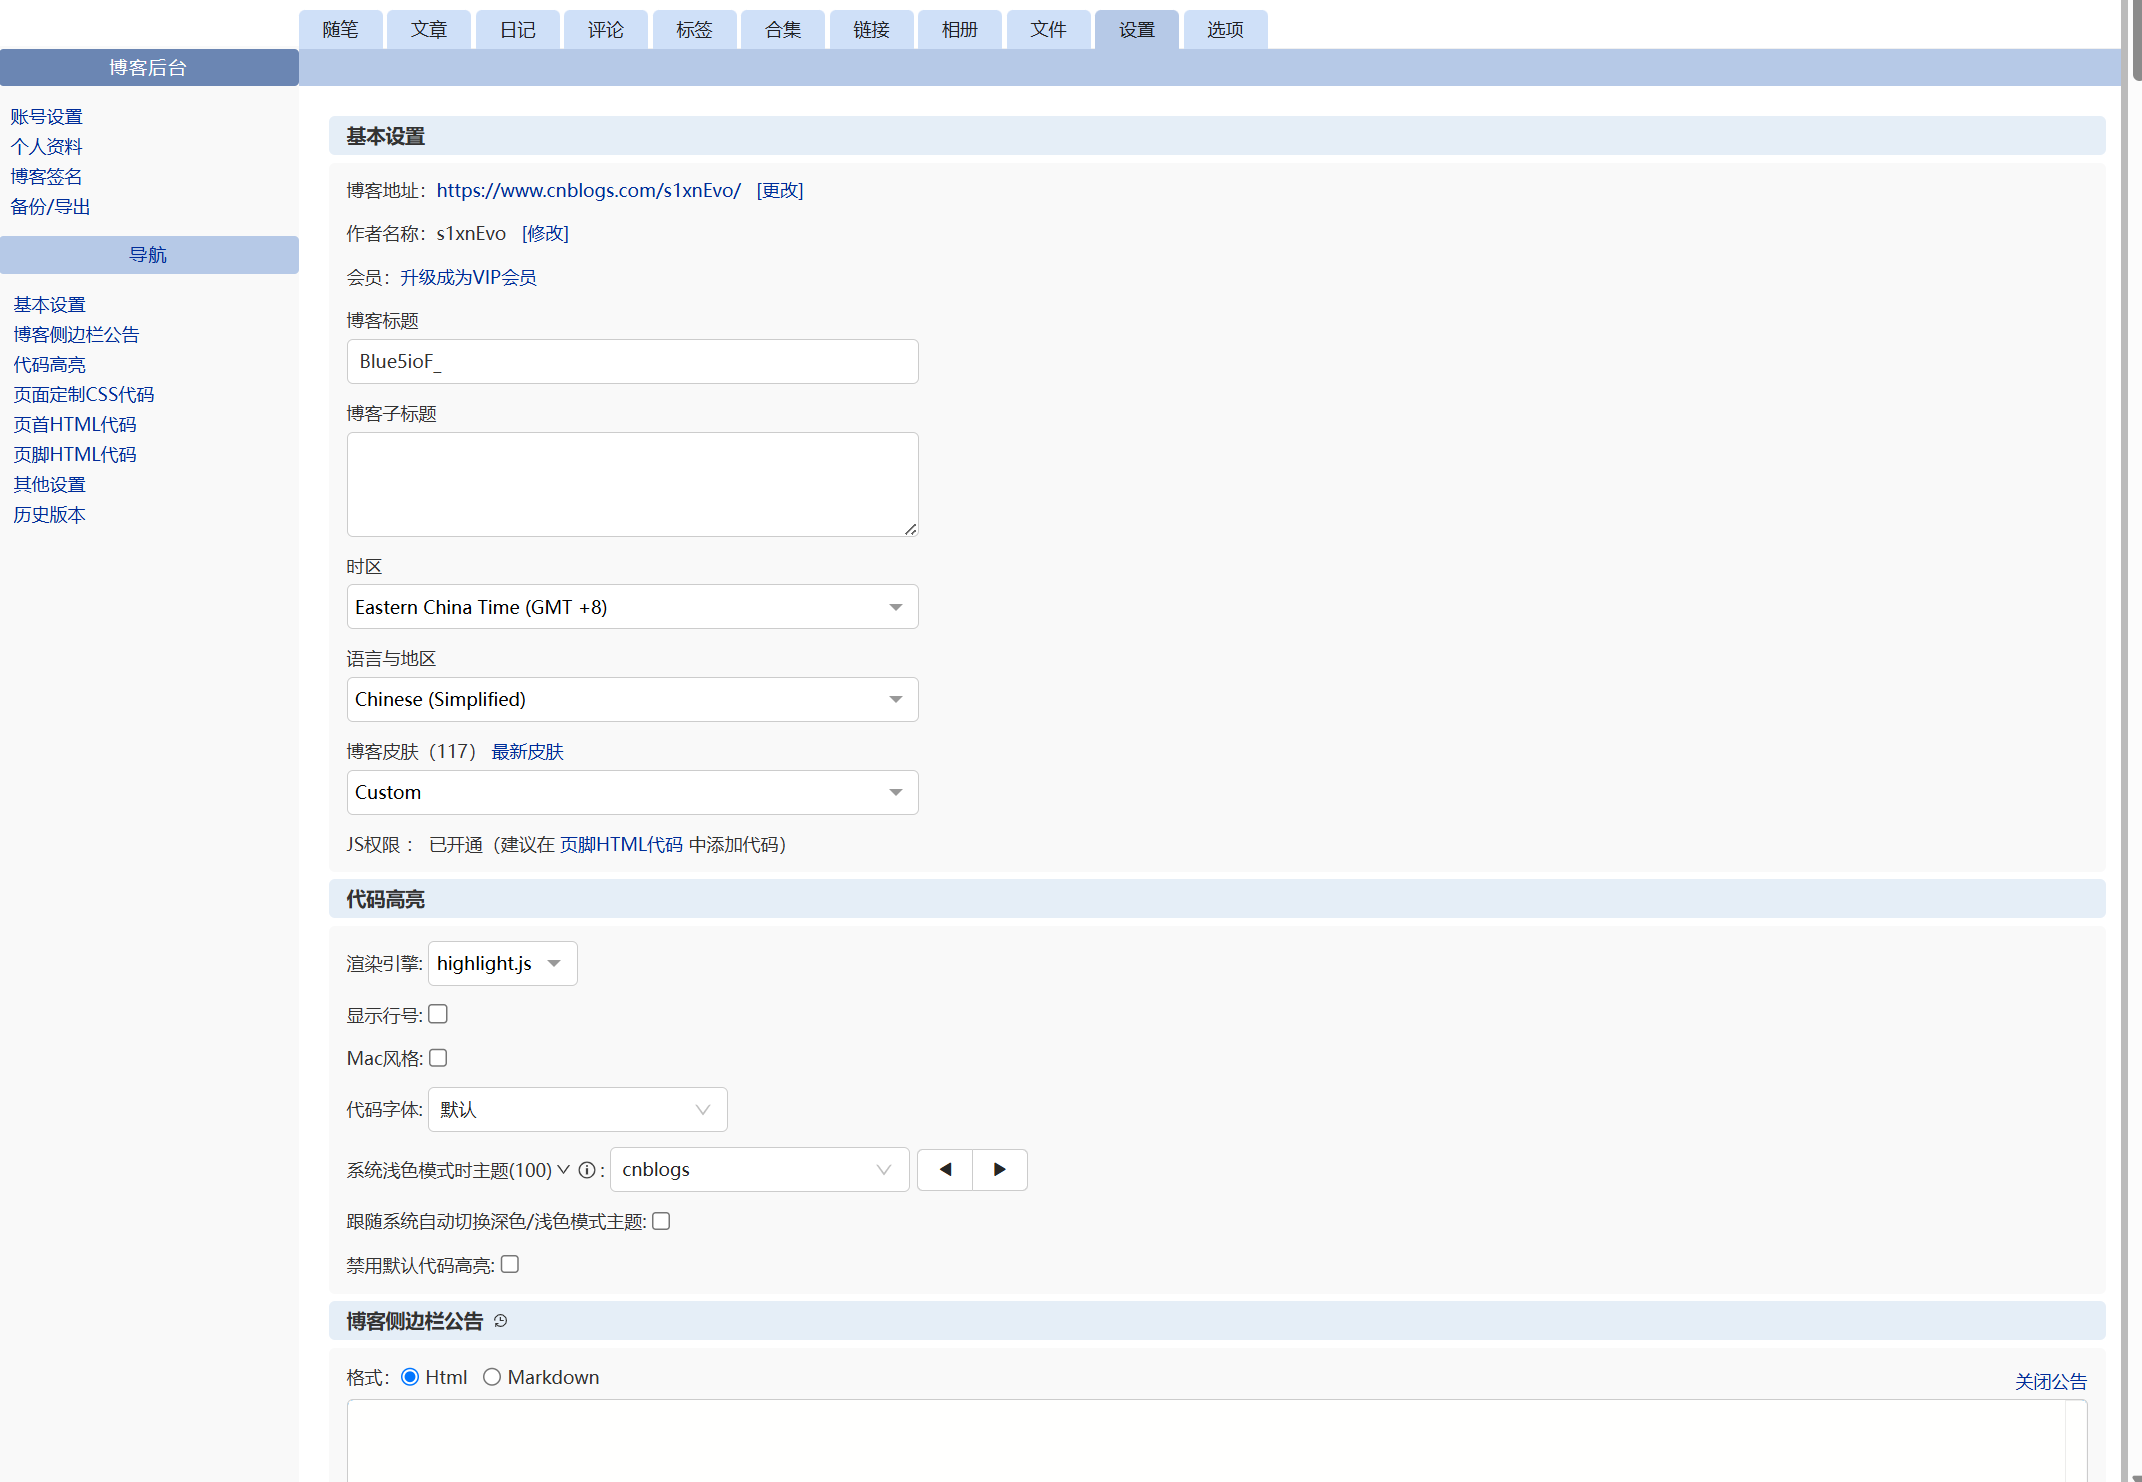 随笔 文章 日记 评论 标签 合集 链接 相册 文件 设置 选项
博客后台
账号设置
个人资料
博客签名
备份/导出
导航
基本设置
博客侧边栏公告
代码高亮
页面定制CSS代码
页首HTML代码
页脚HTML代码
其他设置
历史版本
基本设置
博客地址：https://www.cnblogs.com/s1xnEvo/ [更改]
作者名称：s1xnEvo [修改]
会员：升级成为VIP会员
博客标题
Blue5ioF_
博客子标题
时区
Eastern China Time (GMT +8)
语言与地区
Chinese (Simplified)
博客皮肤（117） 最新皮肤
Custom
JS权限： 已开通（建议在 页脚HTML代码 中添加代码）
代码高亮
渲染引擎: highlight.js
显示行号:
Mac风格:
代码字体: 默认
系统浅色模式时主题(100) : cnblogs
跟随系统自动切换深色/浅色模式主题:
禁用默认代码高亮:
博客侧边栏公告
格式： Html Markdown
关闭公告